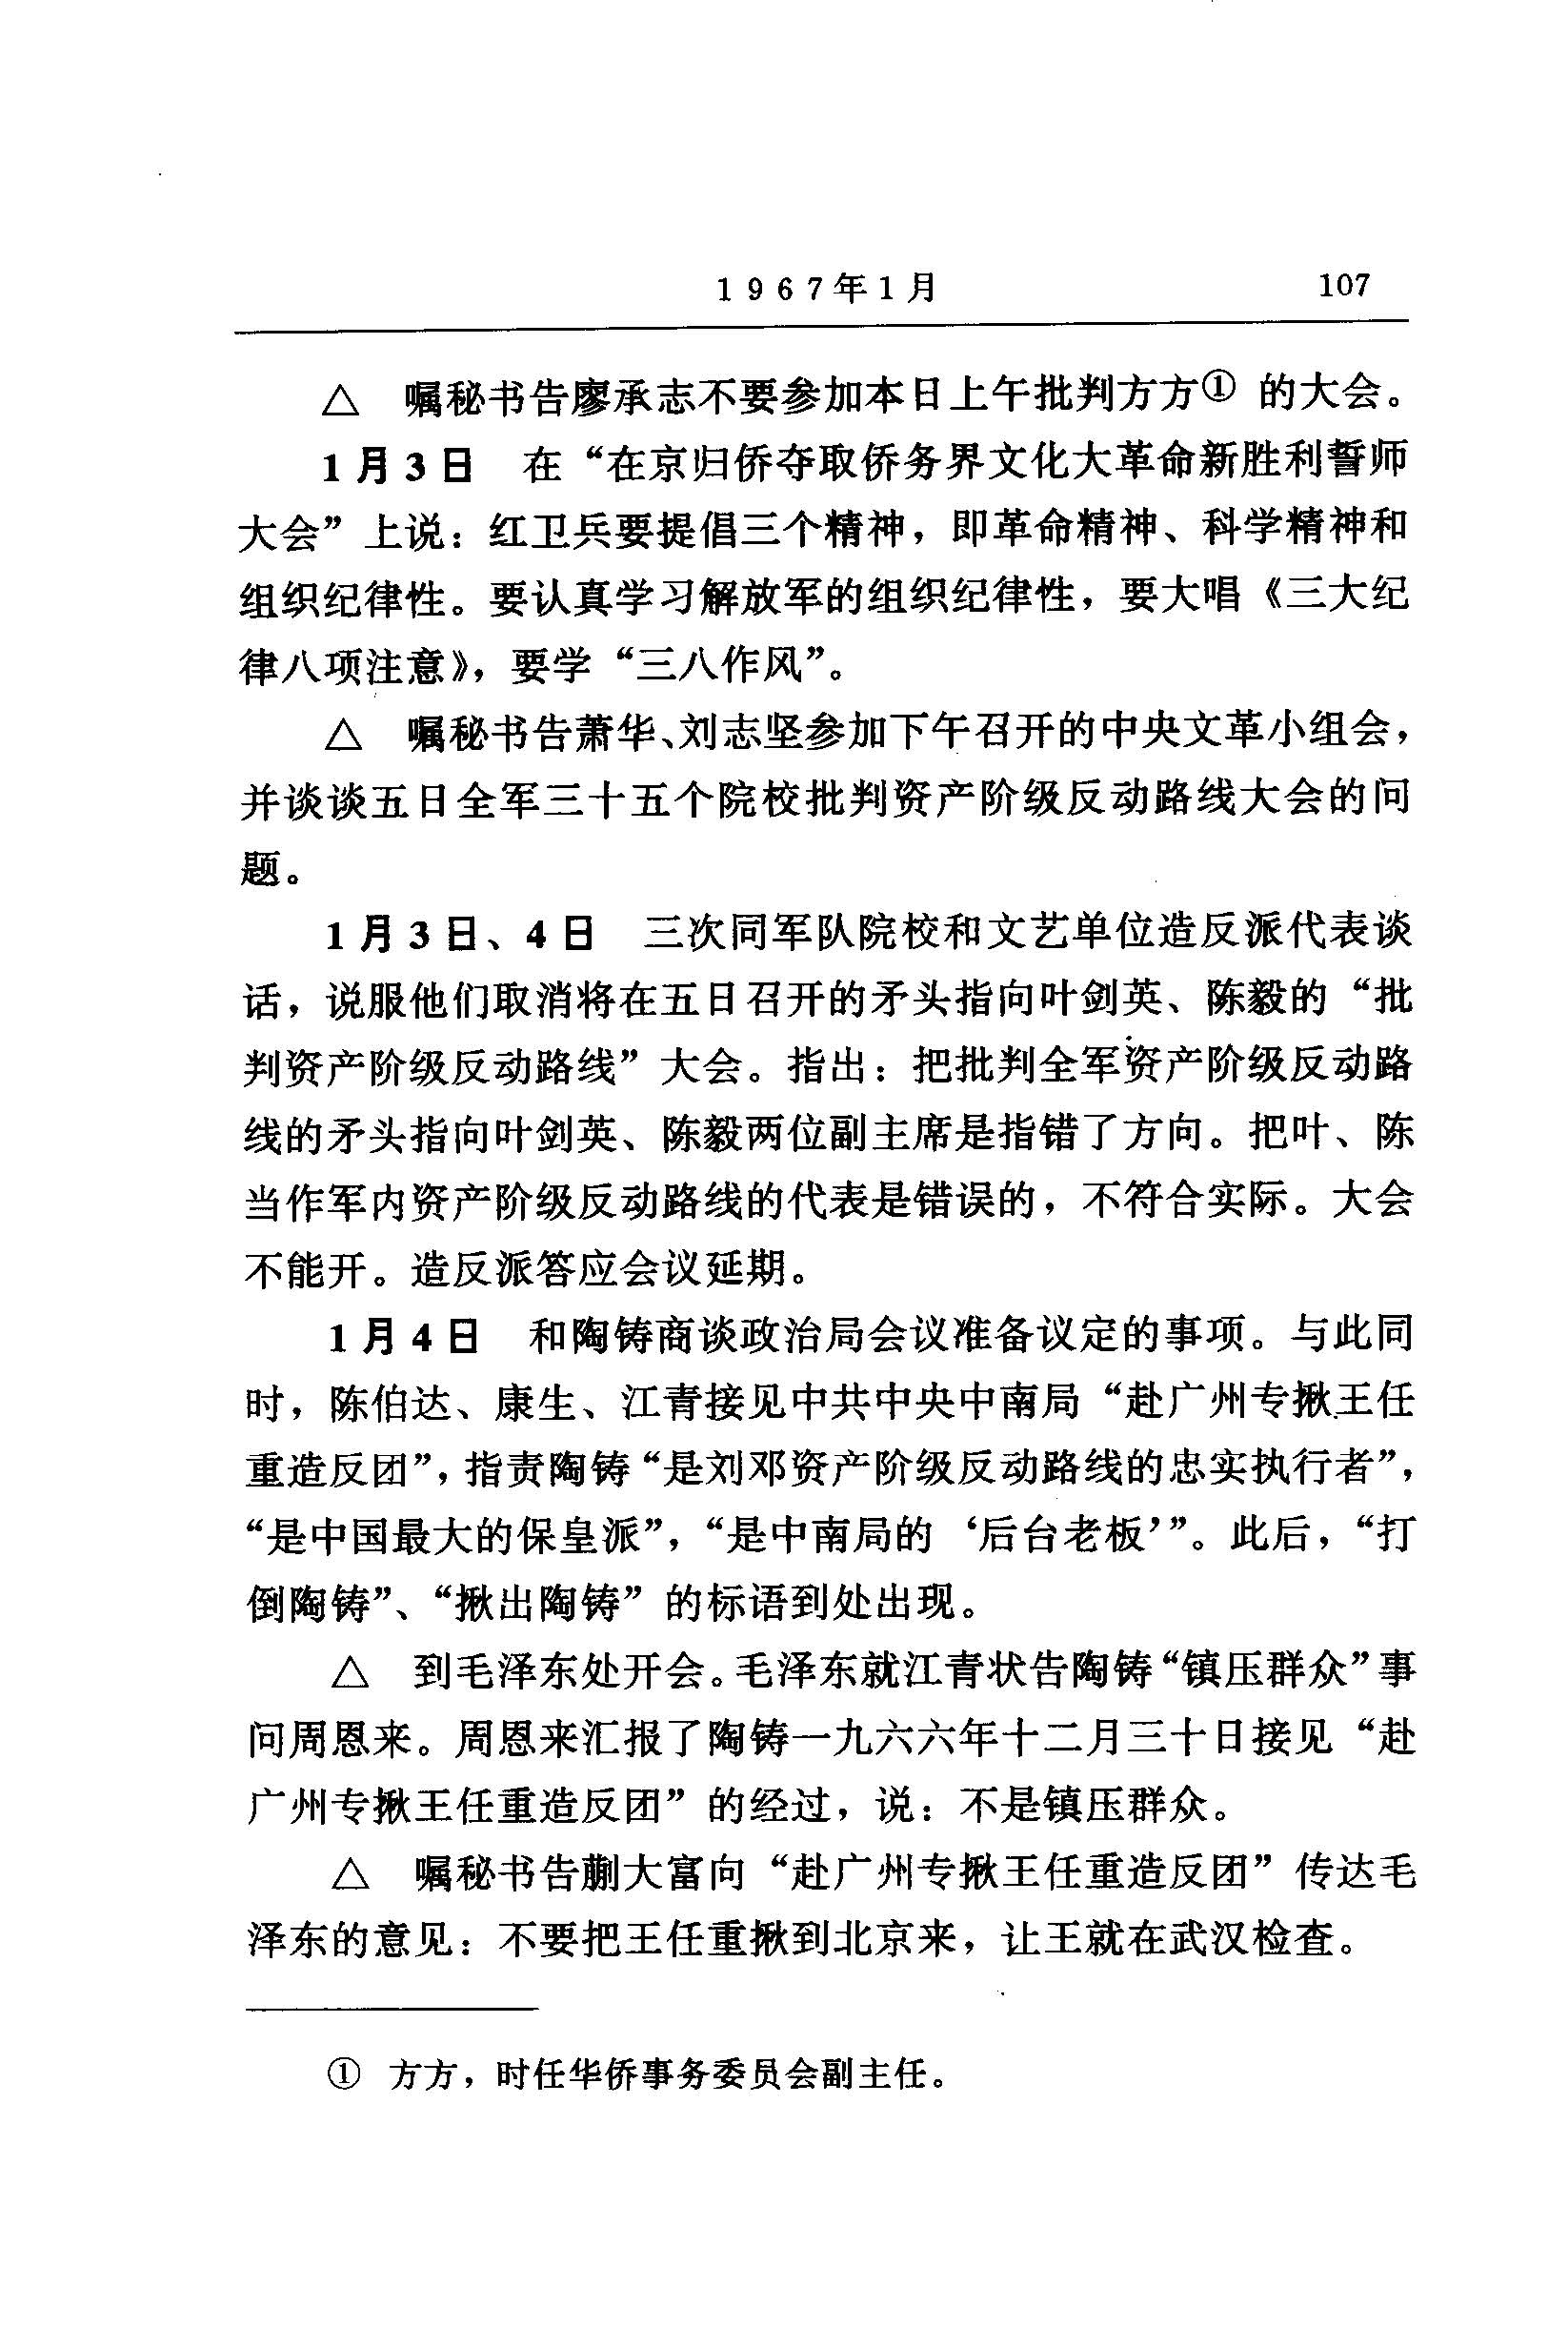 1967年1月 107
△ 嘱秘书告廖承志不要参加本日上午批判方方① 的大会。
1月3日 在“在京归侨夺取侨务界文化大革命新胜利誓师
大会”上说：红卫兵要提倡三个精神，即革命精神、科学精神和
组织纪律性。要认真学习解放军的组织纪律性，要大唱《三大纪
律八项注意》，要学“三八作风”。
△ 嘱秘书告萧华、刘志坚参加下午召开的中央文革小组会，
并谈谈五日全军三十五个院校批判资产阶级反动路线大会的问
题。
1月3日、4日 三次同军队院校和文艺单位造反派代表谈
话，说服他们取消将在五日召开的矛头指向叶剑英、陈毅的“批
判资产阶级反动路线”大会。指出：把批判全军资产阶级反动路
线的矛头指向叶剑英、陈毅两位副主席是指错了方向。把叶、陈
当作军内资产阶级反动路线的代表是错误的，不符合实际。大会
不能开。造反派答应会议延期。
1月4日 和陶铸商谈政治局会议准备议定的事项。与此同
时，陈伯达、康生、江青接见中共中央中南局“赴广州专揪王任
重造反团”，指责陶铸“是刘邓资产阶级反动路线的忠实执行者”，
“是中国最大的保皇派”，“是中南局的‘后台老板’”。此后，“打
倒陶铸”、“揪出陶铸”的标语到处出现。
△ 到毛泽东处开会。毛泽东就江青状告陶铸“镇压群众”事
问周恩来。周恩来汇报了陶铸一九六六年十二月三十日接见“赴
广州专揪王任重造反团”的经过，说：不是镇压群众。
△ 嘱秘书告蒯大富向“赴广州专揪王任重造反团”传达毛
泽东的意见：不要把王任重揪到北京来，让王就在武汉检查。
① 方方，时任华侨事务委员会副主任。